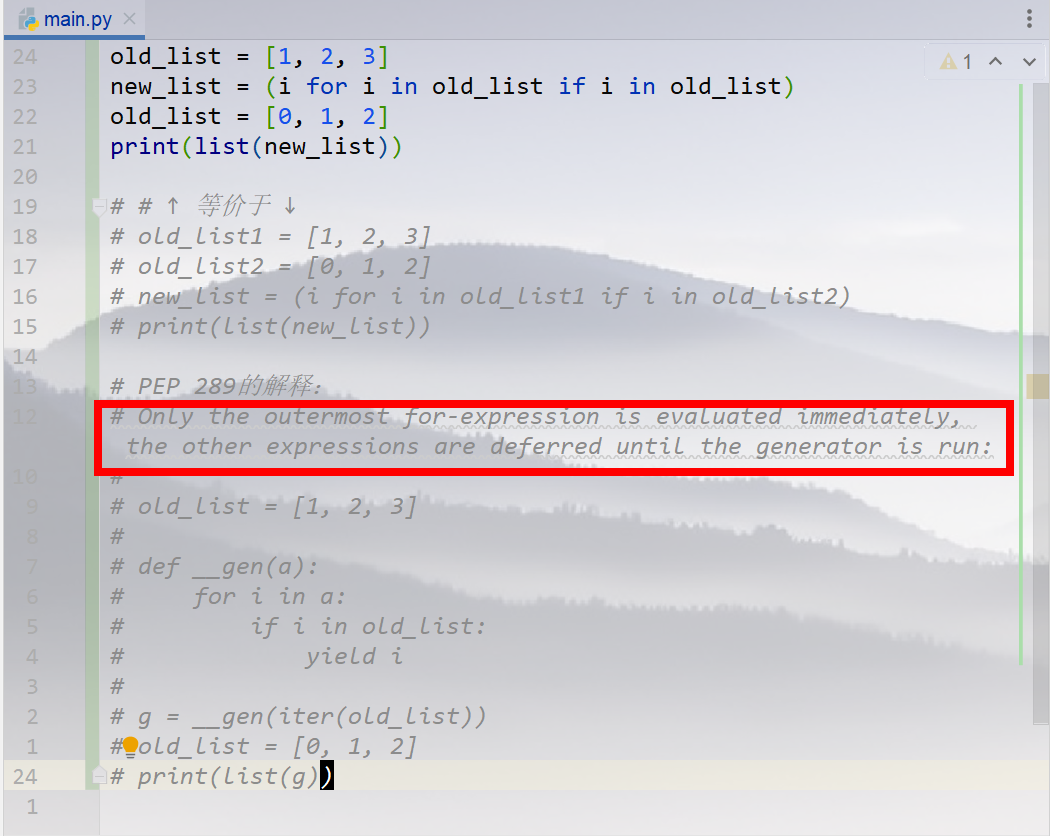 main.py
1
24 old_list = [1, 2, 3]
23 new_list = (i for i in old_list if i in old_list)
22 old_list = [0, 1, 2]
21 print(list(new_list))
20
19 # # ↑ 等价于 ↓
18 # old_list1 = [1, 2, 3]
17 # old_list2 = [0, 1, 2]
16 # new_list = (i for i in old_list1 if i in old_list2)
15 # print(list(new_list))
14
13 # PEP 289的解释:
12 # Only the outermost for-expression is evaluated immediately,
the other expressions are deferred until the generator is run:
10 #
9 # old_list = [1, 2, 3]
8 #
7 # def __gen(a):
6 #     for i in a:
5 #         if i in old_list:
4 #             yield i
3 #
2 # g = __gen(iter(old_list))
1 # old_list = [0, 1, 2]
24 # print(list(g))
1